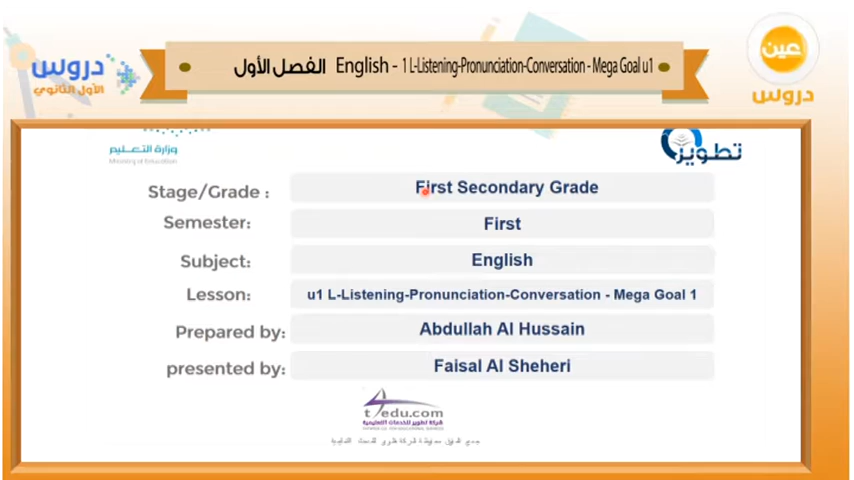 دروس
الأول الثانوي
الفصل الأول English - 1 L-Listening-Pronunciation-Conversation - Mega Goal u1
عين
دروس
وزارة التعليم
Ministry of Education
تطوير
Stage/Grade : First Secondary Grade
Semester: First
Subject: English
Lesson: u1 L-Listening-Pronunciation-Conversation - Mega Goal 1
Prepared by: Abdullah Al Hussain
presented by: Faisal Al Sheheri
t4edu.com
شركة تطوير للخدمات التعليمية